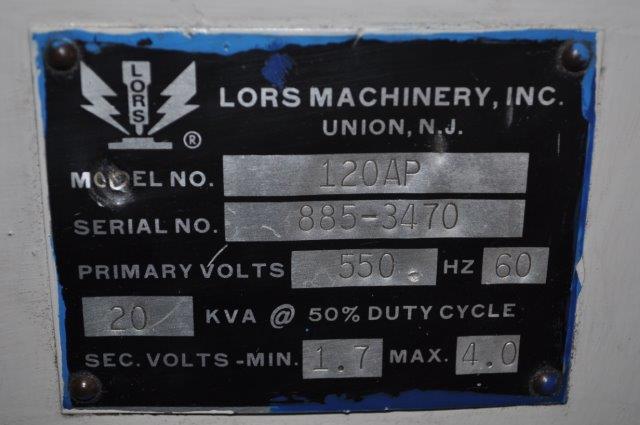 LORS
®
LORS MACHINERY, INC.
UNION, N.J.
MODEL NO. 120AP
SERIAL NO. 885-3470
PRIMARY VOLTS 550 HZ 60
20 KVA @ 50% DUTY CYCLE
SEC. VOLTS -MIN. 1.7 MAX. 4.0